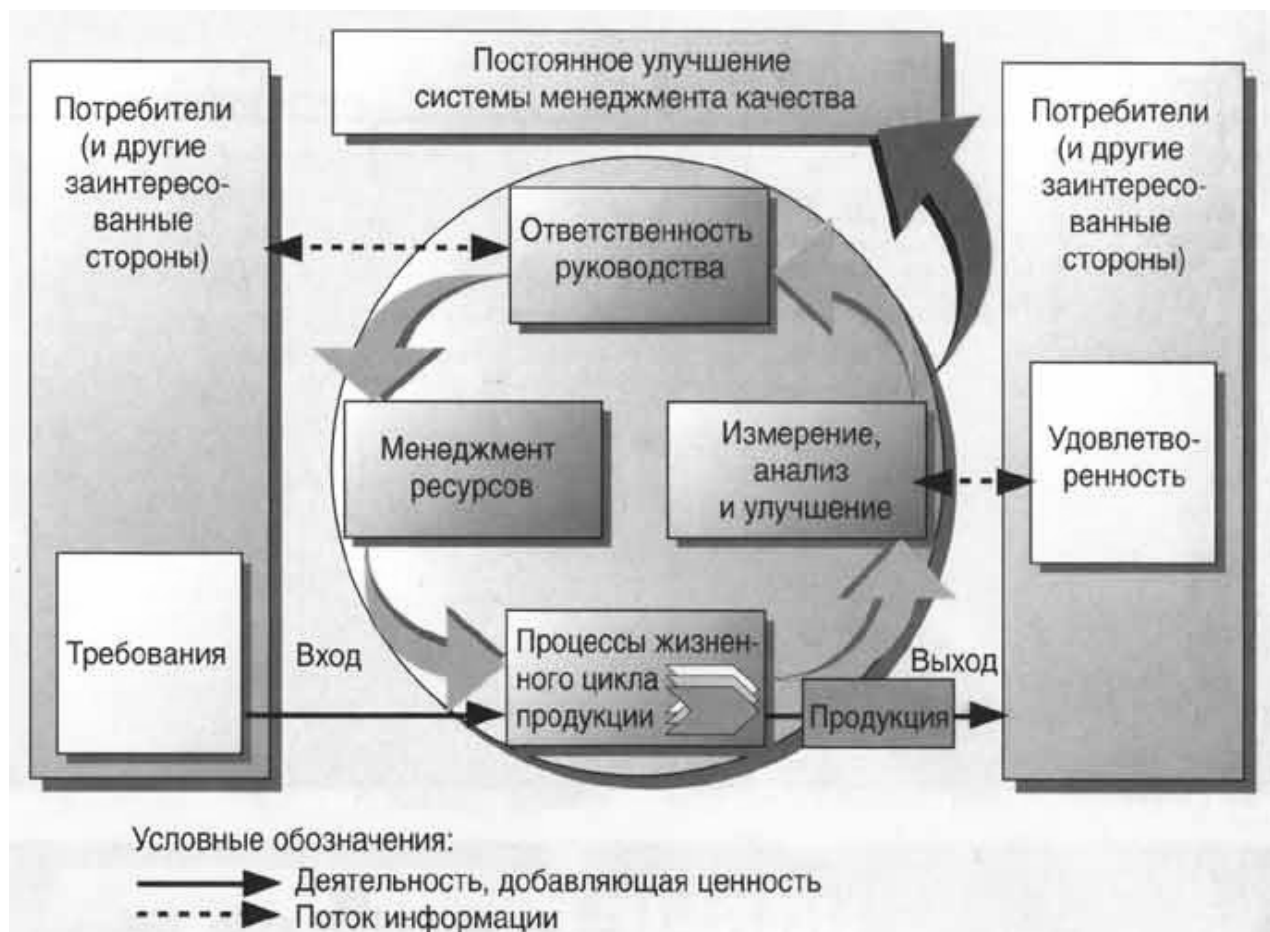 Постоянное улучшение
системы менеджмента качества
Потребители
(и другие
заинтересо-
ванные
стороны)
Требования
Вход
Ответственность
руководства
Менеджмент
ресурсов
Измерение,
анализ
и улучшение
Процессы жизнен-
ного цикла
продукции
Продукция
Выход
Потребители
(и другие
заинтересо-
ванные
стороны)
Удовлетво-
ренность
Условные обозначения:
Деятельность, добавляющая ценность
Поток информации